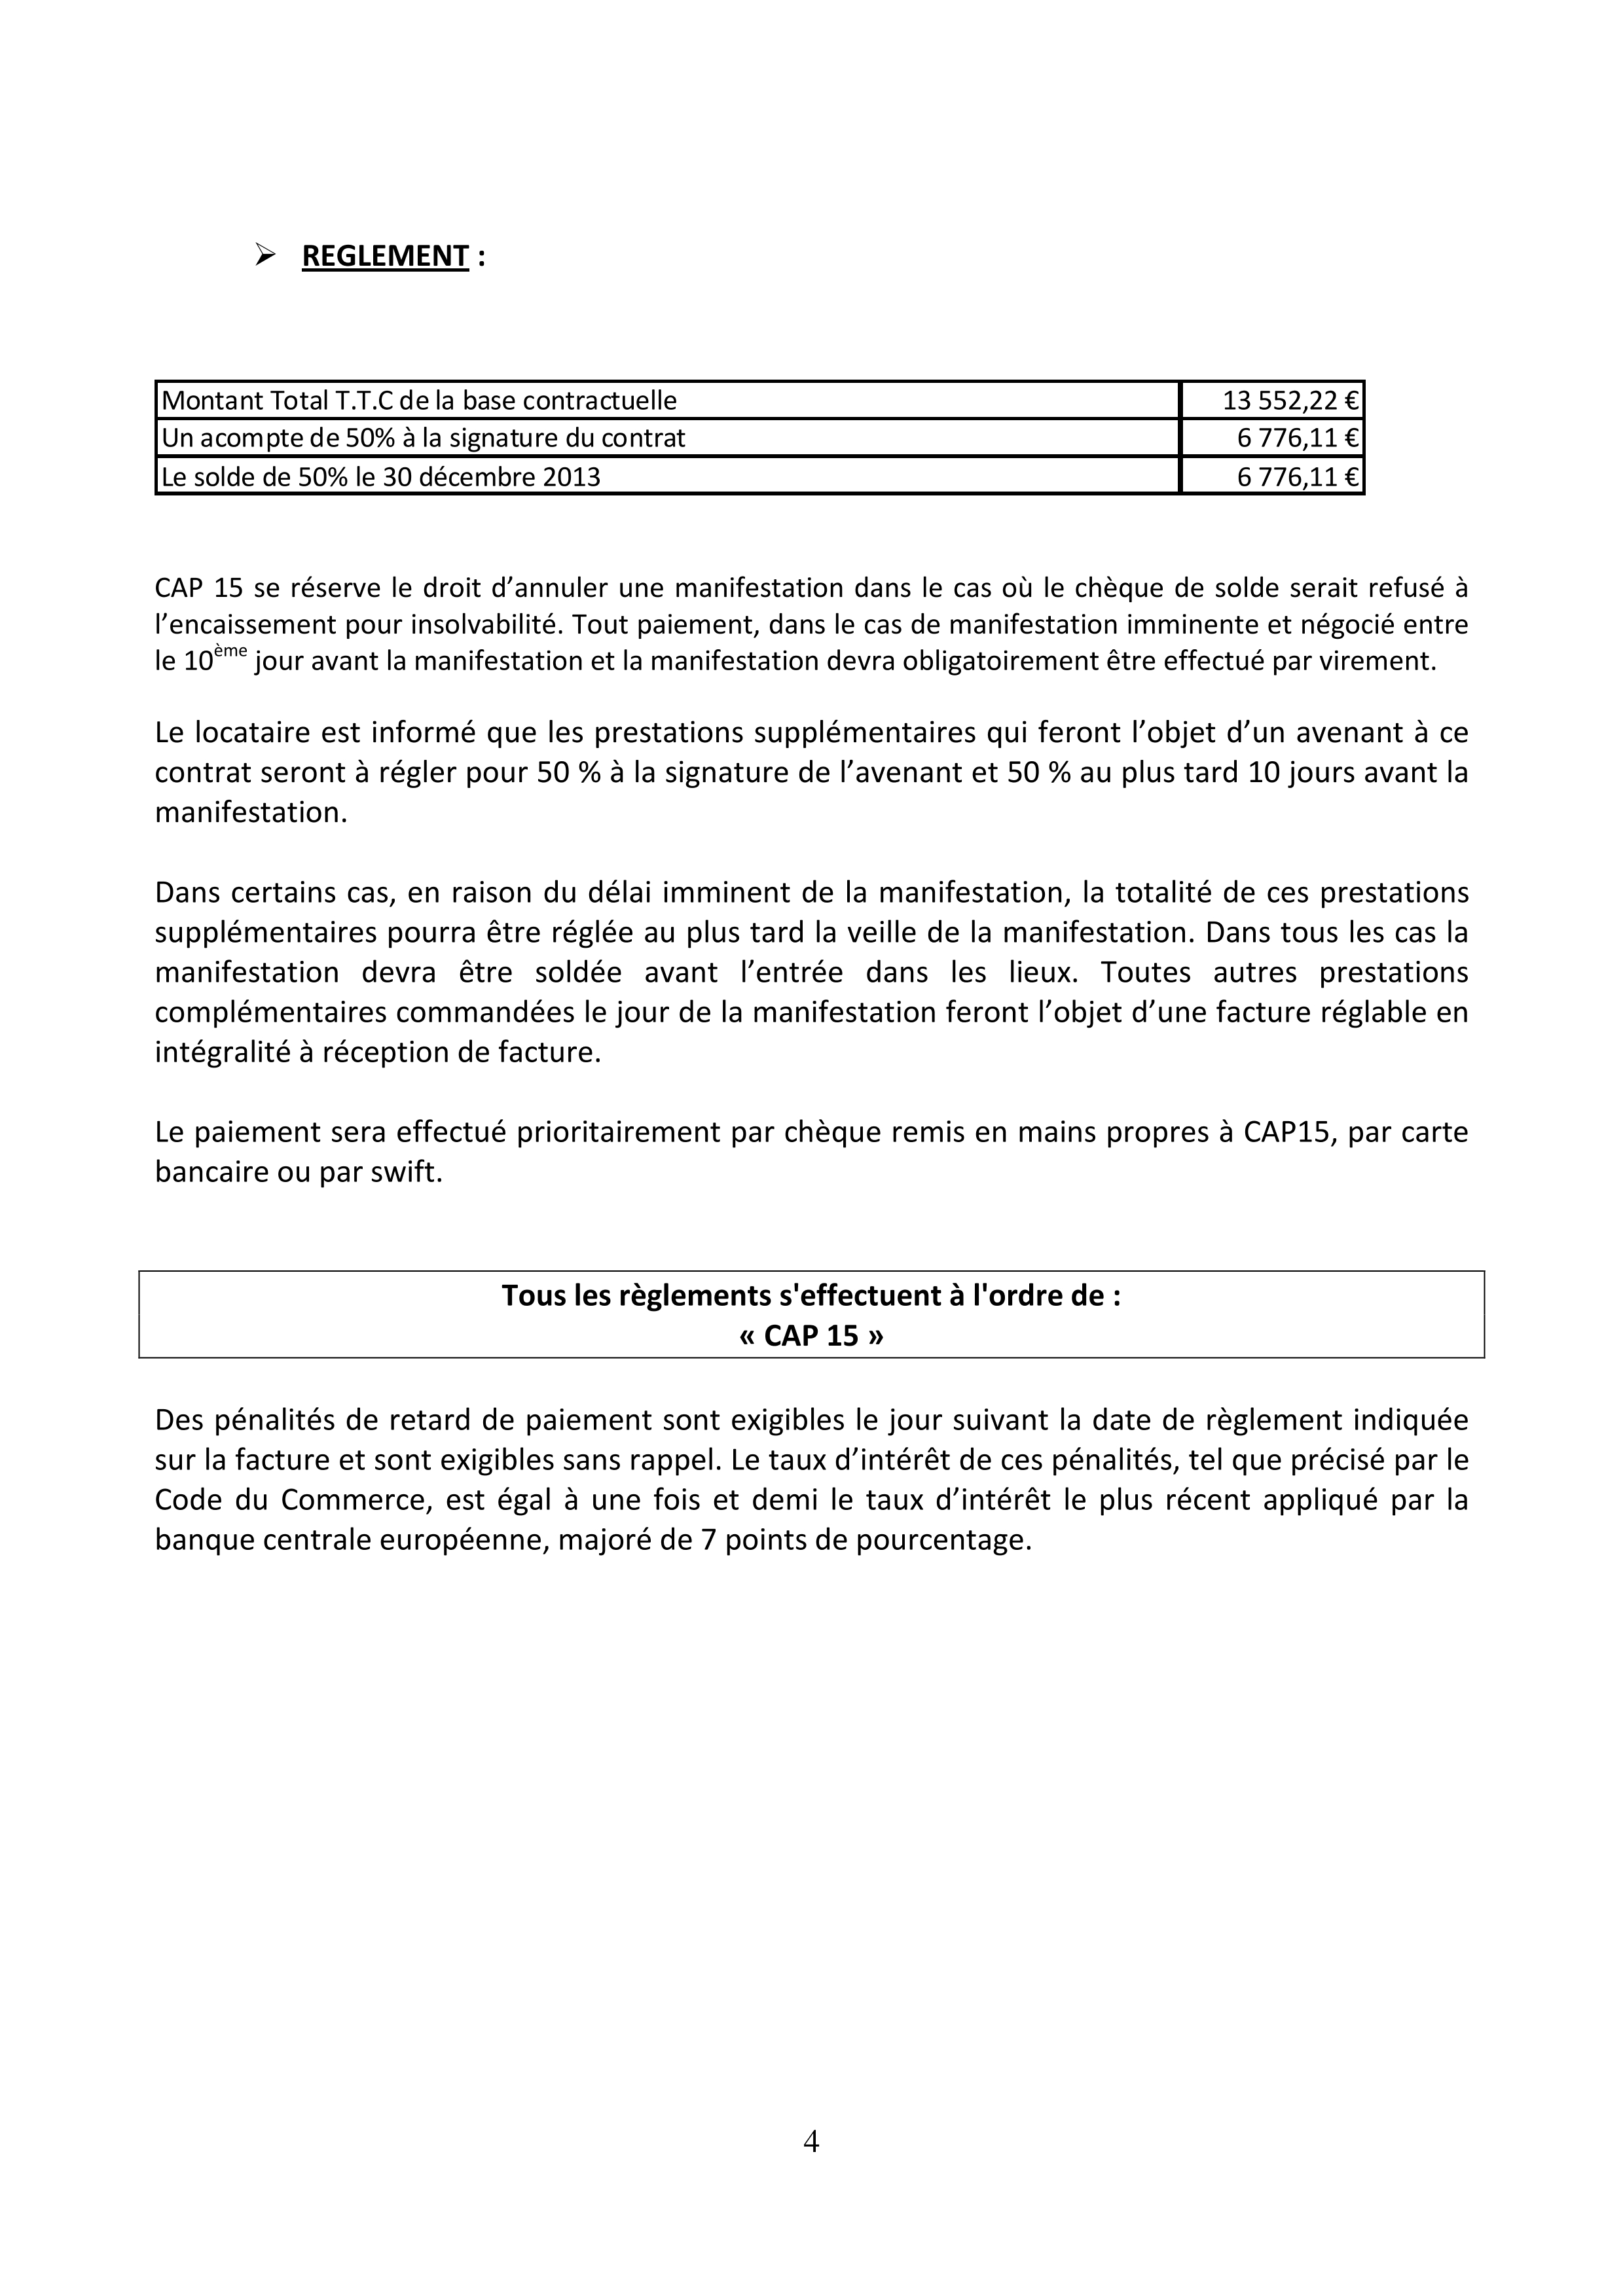 ➢ REGLEMENT :
Montant Total T.T.C de la base contractuelle 13 552,22 €
Un acompte de 50% à la signature du contrat 6 776,11 €
Le solde de 50% le 30 décembre 2013 6 776,11 €
CAP 15 se réserve le droit d’annuler une manifestation dans le cas où le chèque de solde serait refusé à
l’encaissement pour insolvabilité. Tout paiement, dans le cas de manifestation imminente et négocié entre
le 10ème jour avant la manifestation et la manifestation devra obligatoirement être effectué par virement.
Le locataire est informé que les prestations supplémentaires qui feront l’objet d’un avenant à ce
contrat seront à régler pour 50 % à la signature de l’avenant et 50 % au plus tard 10 jours avant la
manifestation.
Dans certains cas, en raison du délai imminent de la manifestation, la totalité de ces prestations
supplémentaires pourra être réglée au plus tard la veille de la manifestation. Dans tous les cas la
manifestation devra être soldée avant l’entrée dans les lieux. Toutes autres prestations
complémentaires commandées le jour de la manifestation feront l’objet d’une facture réglable en
intégralité à réception de facture.
Le paiement sera effectué prioritairement par chèque remis en mains propres à CAP15, par carte
bancaire ou par swift.
Tous les règlements s'effectuent à l'ordre de :
« CAP 15 »
Des pénalités de retard de paiement sont exigibles le jour suivant la date de règlement indiquée
sur la facture et sont exigibles sans rappel. Le taux d’intérêt de ces pénalités, tel que précisé par le
Code du Commerce, est égal à une fois et demi le taux d’intérêt le plus récent appliqué par la
banque centrale européenne, majoré de 7 points de pourcentage.
4